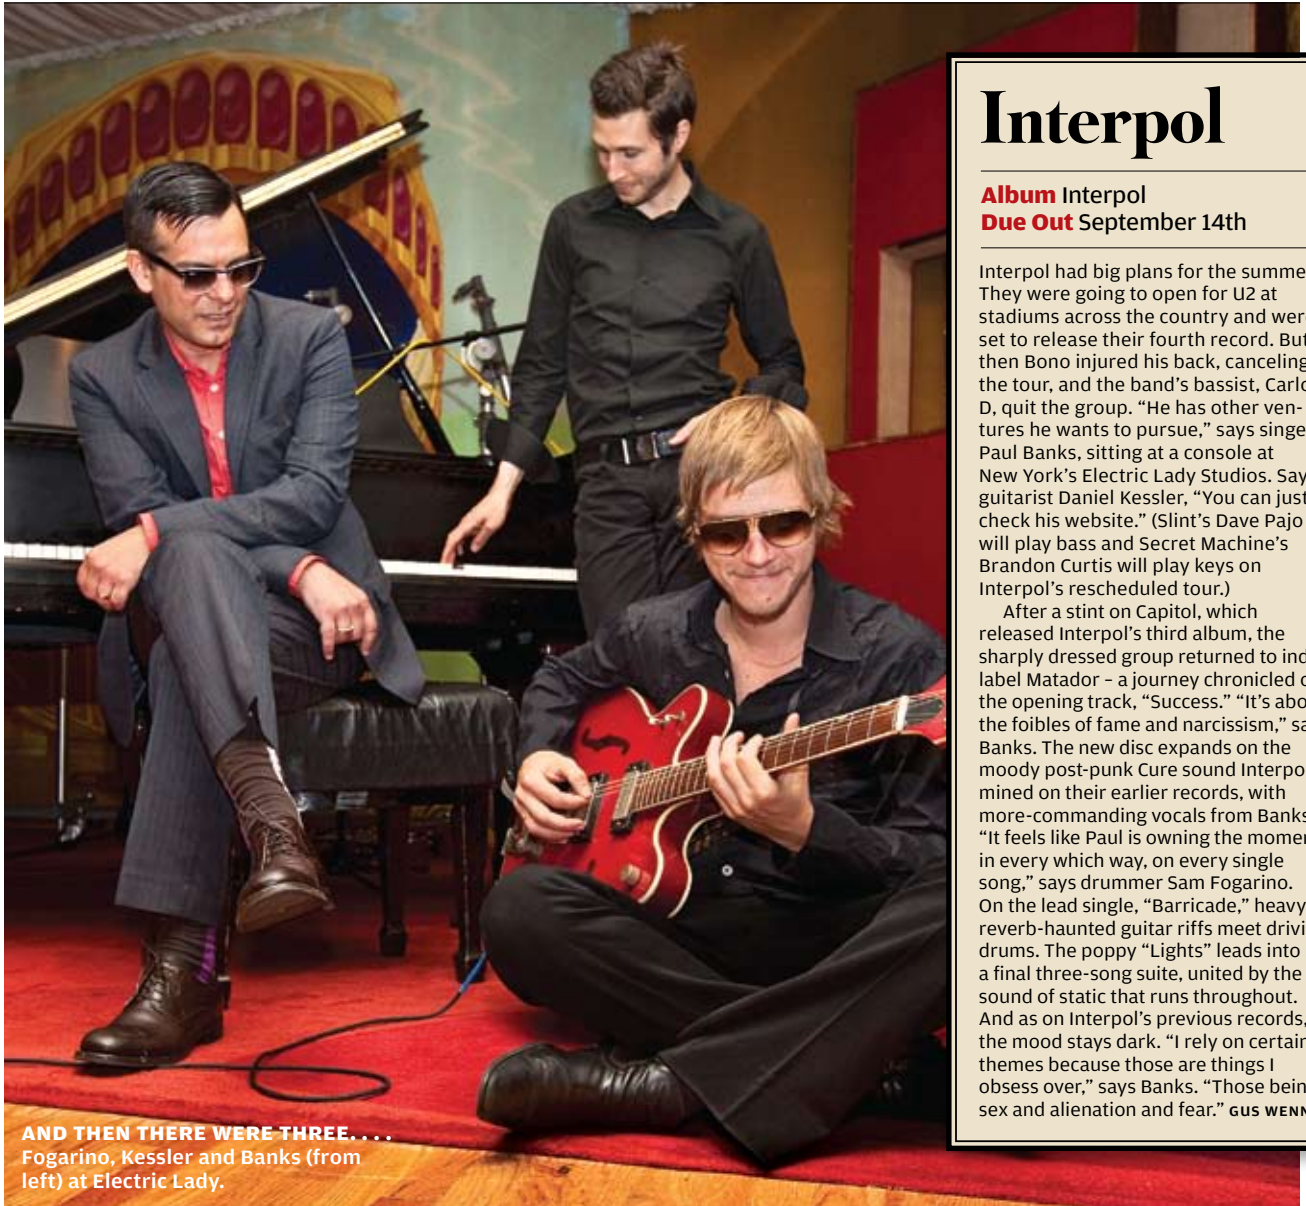 Interpol
Album Interpol
Due Out September 14th
Interpol had big plans for the summe
They were going to open for U2 at
stadiums across the country and were
set to release their fourth record. But
then Bono injured his back, canceling
the tour, and the band’s bassist, Carlo
D, quit the group. “He has other ven-
tures he wants to pursue,” says singe
Paul Banks, sitting at a console at
New York’s Electric Lady Studios. Say
guitarist Daniel Kessler, “You can just
check his website.” (Slint’s Dave Pajo
will play bass and Secret Machine’s
Brandon Curtis will play keys on
Interpol’s rescheduled tour.)
After a stint on Capitol, which
released Interpol’s third album, the
sharply dressed group returned to ind
label Matador – a journey chronicled o
the opening track, “Success.” “It’s abo
the foibles of fame and narcissism,” sa
Banks. The new disc expands on the
moody post-punk Cure sound Interpo
mined on their earlier records, with
more-commanding vocals from Banks
“It feels like Paul is owning the momen
in every which way, on every single
song,” says drummer Sam Fogarino.
On the lead single, “Barricade,” heavy
reverb-haunted guitar riffs meet drivi
drums. The poppy “Lights” leads into
a final three-song suite, united by the
sound of static that runs throughout.
And as on Interpol’s previous records,
the mood stays dark. “I rely on certain
themes because those are things I
obsess over,” says Banks. “Those bein
sex and alienation and fear.” GUS WENN
AND THEN THERE WERE THREE. . . .
Fogarino, Kessler and Banks (from
left) at Electric Lady.